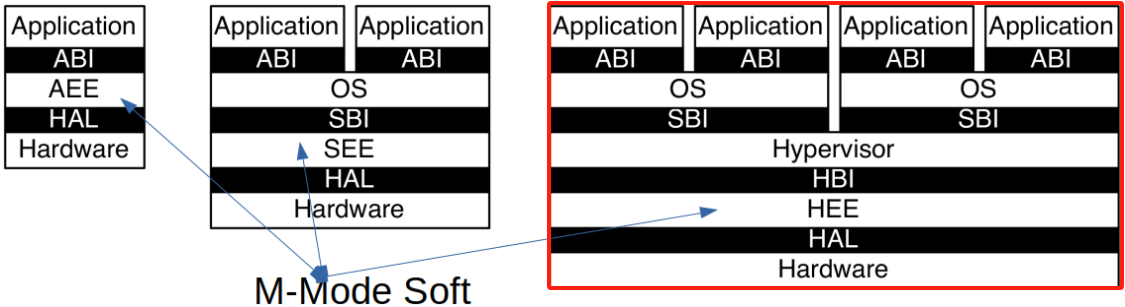 Application
ABI
AEE
HAL
Hardware
Application Application
ABI ABI
OS
SBI
SEE
HAL
Hardware
Application Application Application Application
ABI ABI ABI ABI
OS OS
SBI SBI
Hypervisor
HBI
HEE
HAL
Hardware
M-Mode Soft